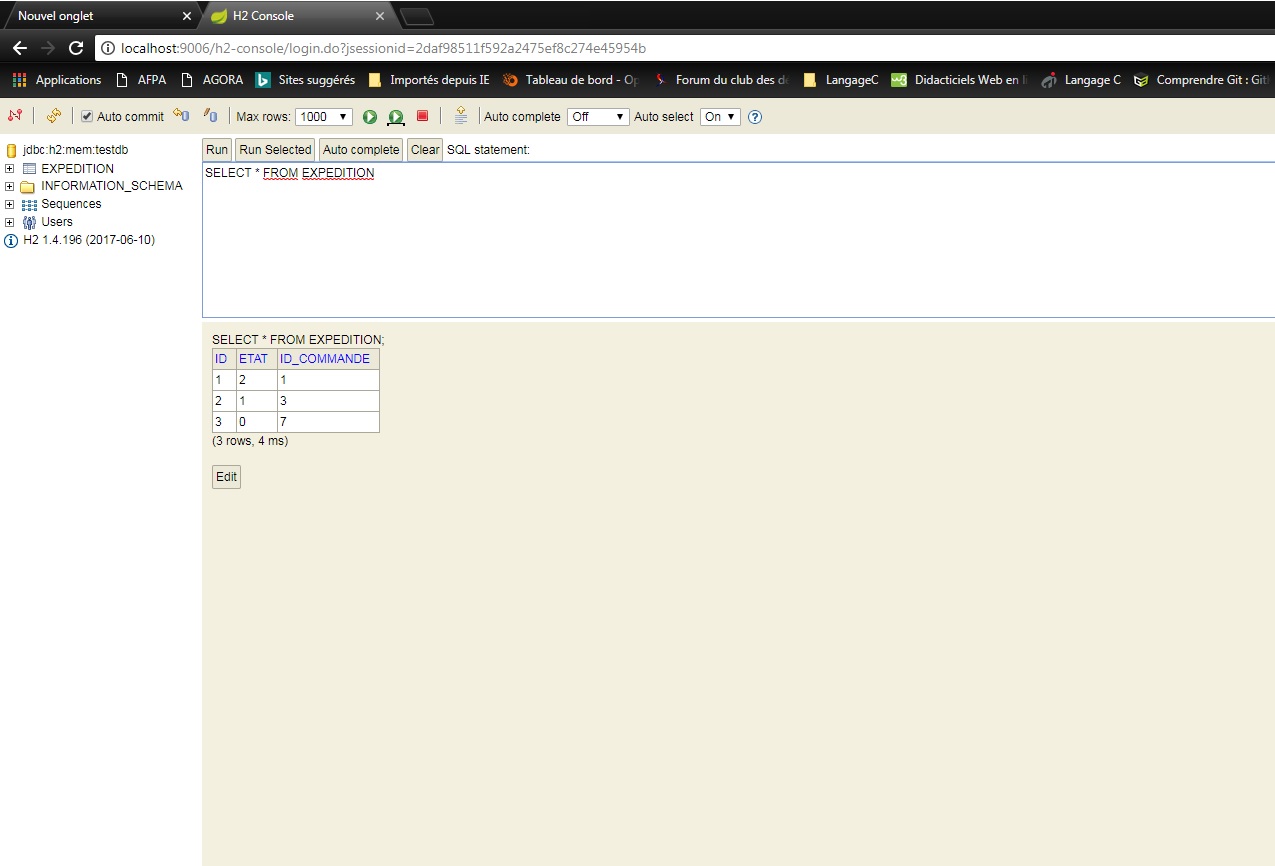 Nouvel onglet
H2 Console
localhost:9006/h2-console/login.do?jsessionid=2daf98511f592a2475ef8c274e45954b
Applications AFPA AGORA Sites suggérés Importés depuis IE Tableau de bord - Op Forum du club des dé LangageC Didacticiels Web en li Langage C Comprendre Git : Git
Auto commit Max rows: 1000 Auto complete Off Auto select On
jdbc:h2:mem:testdb
EXPEDITION
INFORMATION_SCHEMA
Sequences
Users
H2 1.4.196 (2017-06-10)
Run Run Selected Auto complete Clear SQL statement:
SELECT * FROM EXPEDITION
SELECT * FROM EXPEDITION;
ID ETAT ID_COMMANDE
1 2 1
2 1 3
3 0 7
(3 rows, 4 ms)
Edit